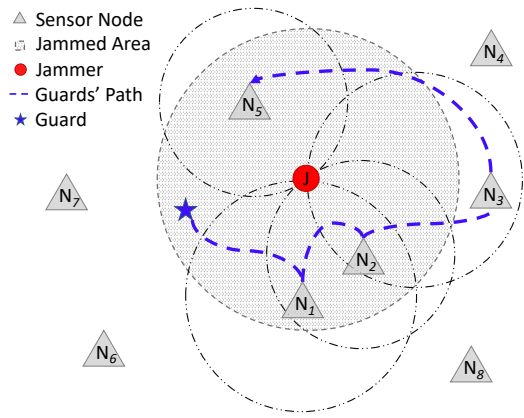 Sensor Node
Jammed Area
Jammer
Guards' Path
Guard
N4
N5
J
N3
N7
N2
N1
N6
N8